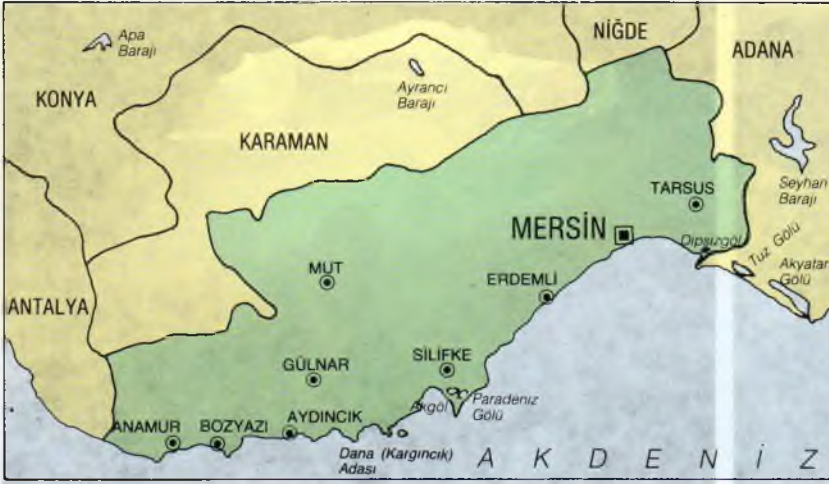 NİĞDE
ADANA
Apa
Barajı
KONYA
Ayrancı
Barajı
KARAMAN
Seyhan
Barajı
TARSUS
MERSİN
Dipsizgöl
Tuz Gölü
Akyatan
Gölü
MUT
ERDEMLİ
ANTALYA
GÜLNAR
SİLİFKE
Akgöl
Paradeniz
Gölü
ANAMUR
BOZYAZI
AYDINCIK
Dana (Kargıncık)
Adası
AKDENİZ